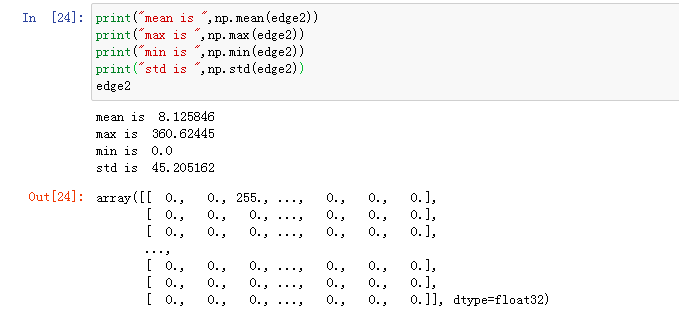 In [24]: print("mean is ",np.mean(edge2))
print("max is ",np.max(edge2))
print("min is ",np.min(edge2))
print("std is ",np.std(edge2))
edge2
mean is  8.125846
max is  360.62445
min is  0.0
std is  45.205162
Out[24]: array([[  0.,   0., 255., ...,   0.,   0.,   0.],
[  0.,   0.,   0., ...,   0.,   0.,   0.],
[  0.,   0.,   0., ...,   0.,   0.,   0.],
...,
[  0.,   0.,   0., ...,   0.,   0.,   0.],
[  0.,   0.,   0., ...,   0.,   0.,   0.],
[  0.,   0.,   0., ...,   0.,   0.,   0.]], dtype=float32)